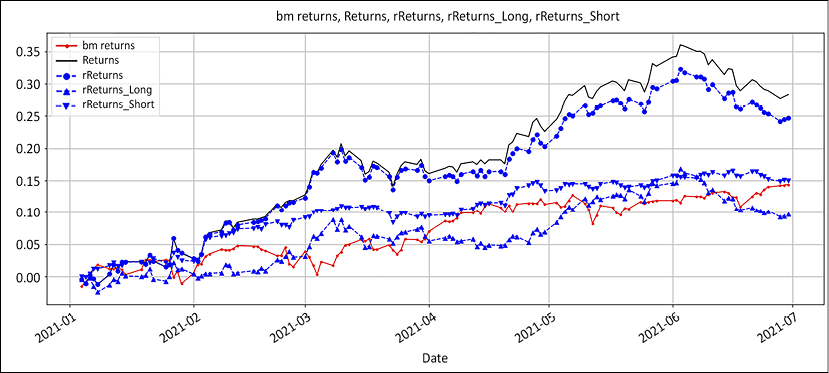 bm returns, Returns, rReturns, rReturns_Long, rReturns_Short
bm returns
Returns
rReturns
rReturns_Long
rReturns_Short
0.35
0.30
0.25
0.20
0.15
0.10
0.05
0.00
2021-01
2021-02
2021-03
2021-04
2021-05
2021-06
2021-07
Date